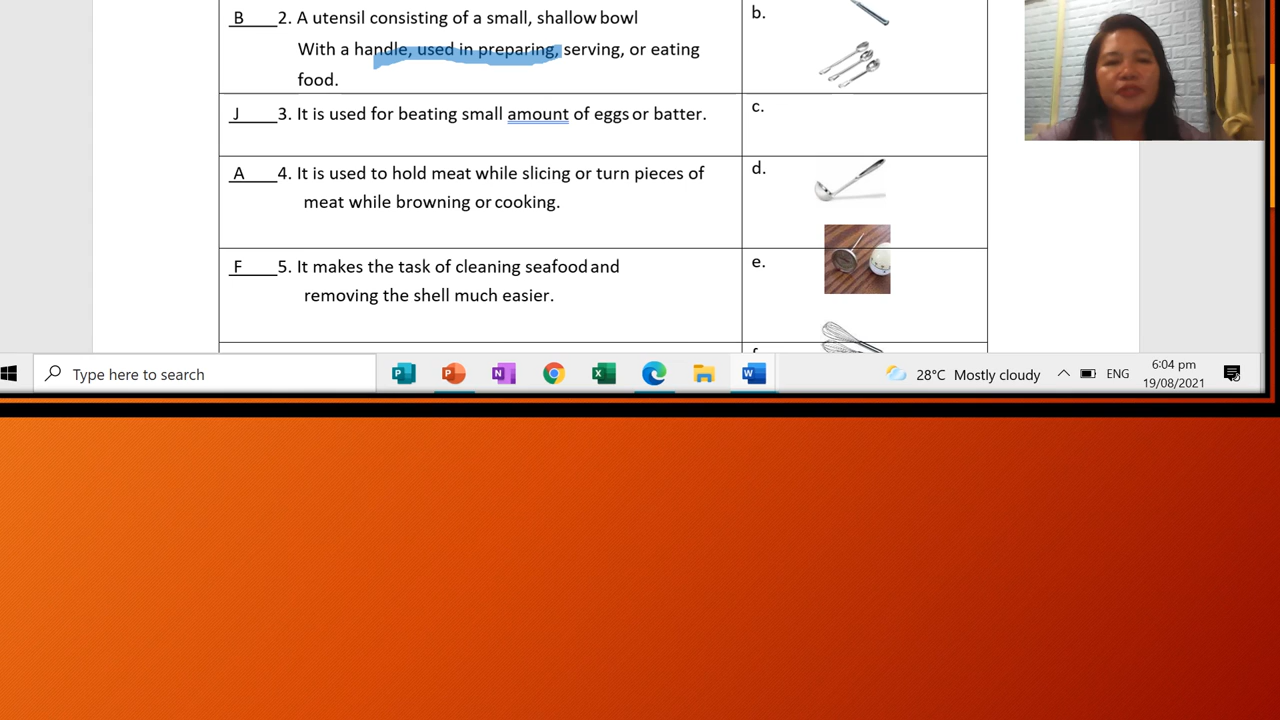 B 2. A utensil consisting of a small, shallow bowl
With a handle, used in preparing, serving, or eating
food.
b.
J 3. It is used for beating small amount of eggs or batter.
c.
A 4. It is used to hold meat while slicing or turn pieces of
meat while browning or cooking.
d.
F 5. It makes the task of cleaning seafood and
removing the shell much easier.
e.
f.
Type here to search
28°C Mostly cloudy
ENG
6:04 pm
19/08/2021